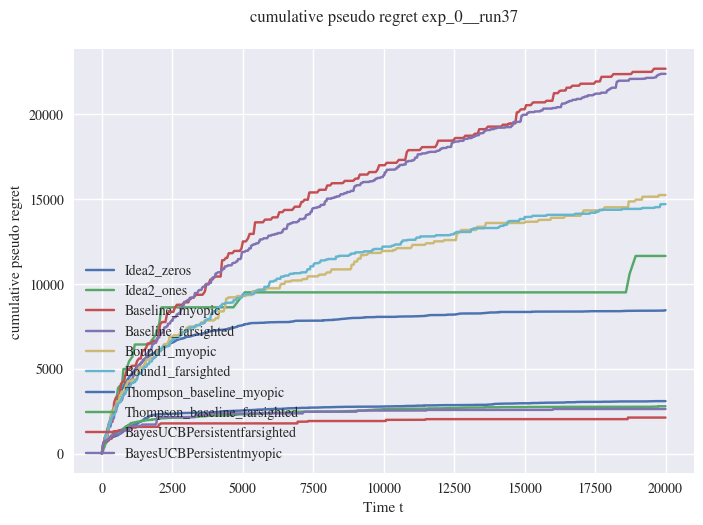 cumulative pseudo regret exp_0__run37
cumulative pseudo regret
20000
15000
10000
5000
0
Idea2_zeros
Idea2_ones
Baseline_myopic
Baseline_farsighted
Bound1_myopic
Bound1_farsighted
Thompson_baseline_myopic
Thompson_baseline_farsighted
BayesUCBPersistentfarsighted
BayesUCBPersistentmyopic
0 2500 5000 7500 10000 12500 15000 17500 20000
Time t